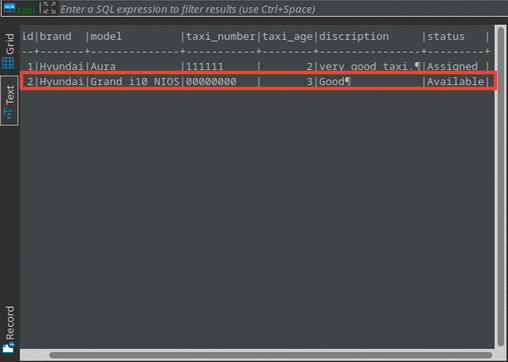 taxi Enter a SQL expression to filter results (use Ctrl+Space)
Grid
Text
Record
id|brand |model |taxi_number|taxi_age|discription |status |
--+-------+--------------+-----------+--------+----------------+---------+
1|Hyundai|Aura |111111 | 2|very good taxi.¶|Assigned |
2|Hyundai|Grand i10 NIOS|00000000 | 3|Good¶ |Available|